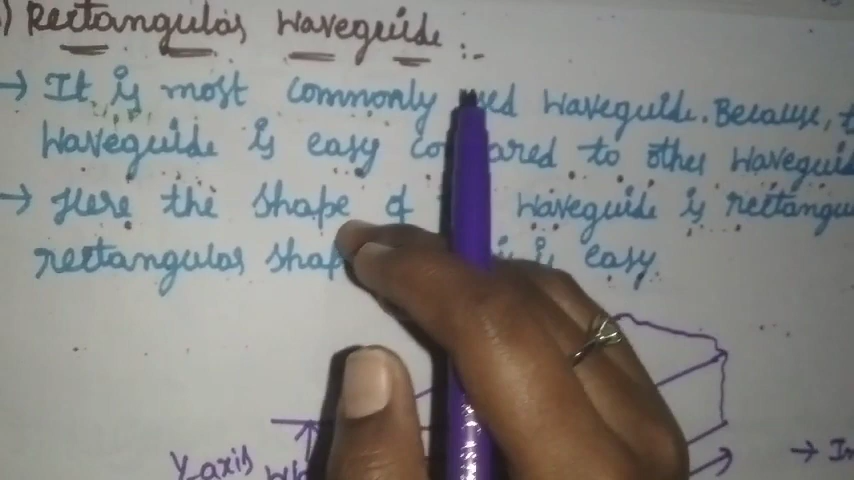 ) Rectangular Waveguide :-
→ It is most commonly used Waveguide. Because, t
Waveguide is easy compared to other Waveguid
→ Here the shape of Waveguide is rectangu
rectangular shap is easy.
Y-axis
→ In